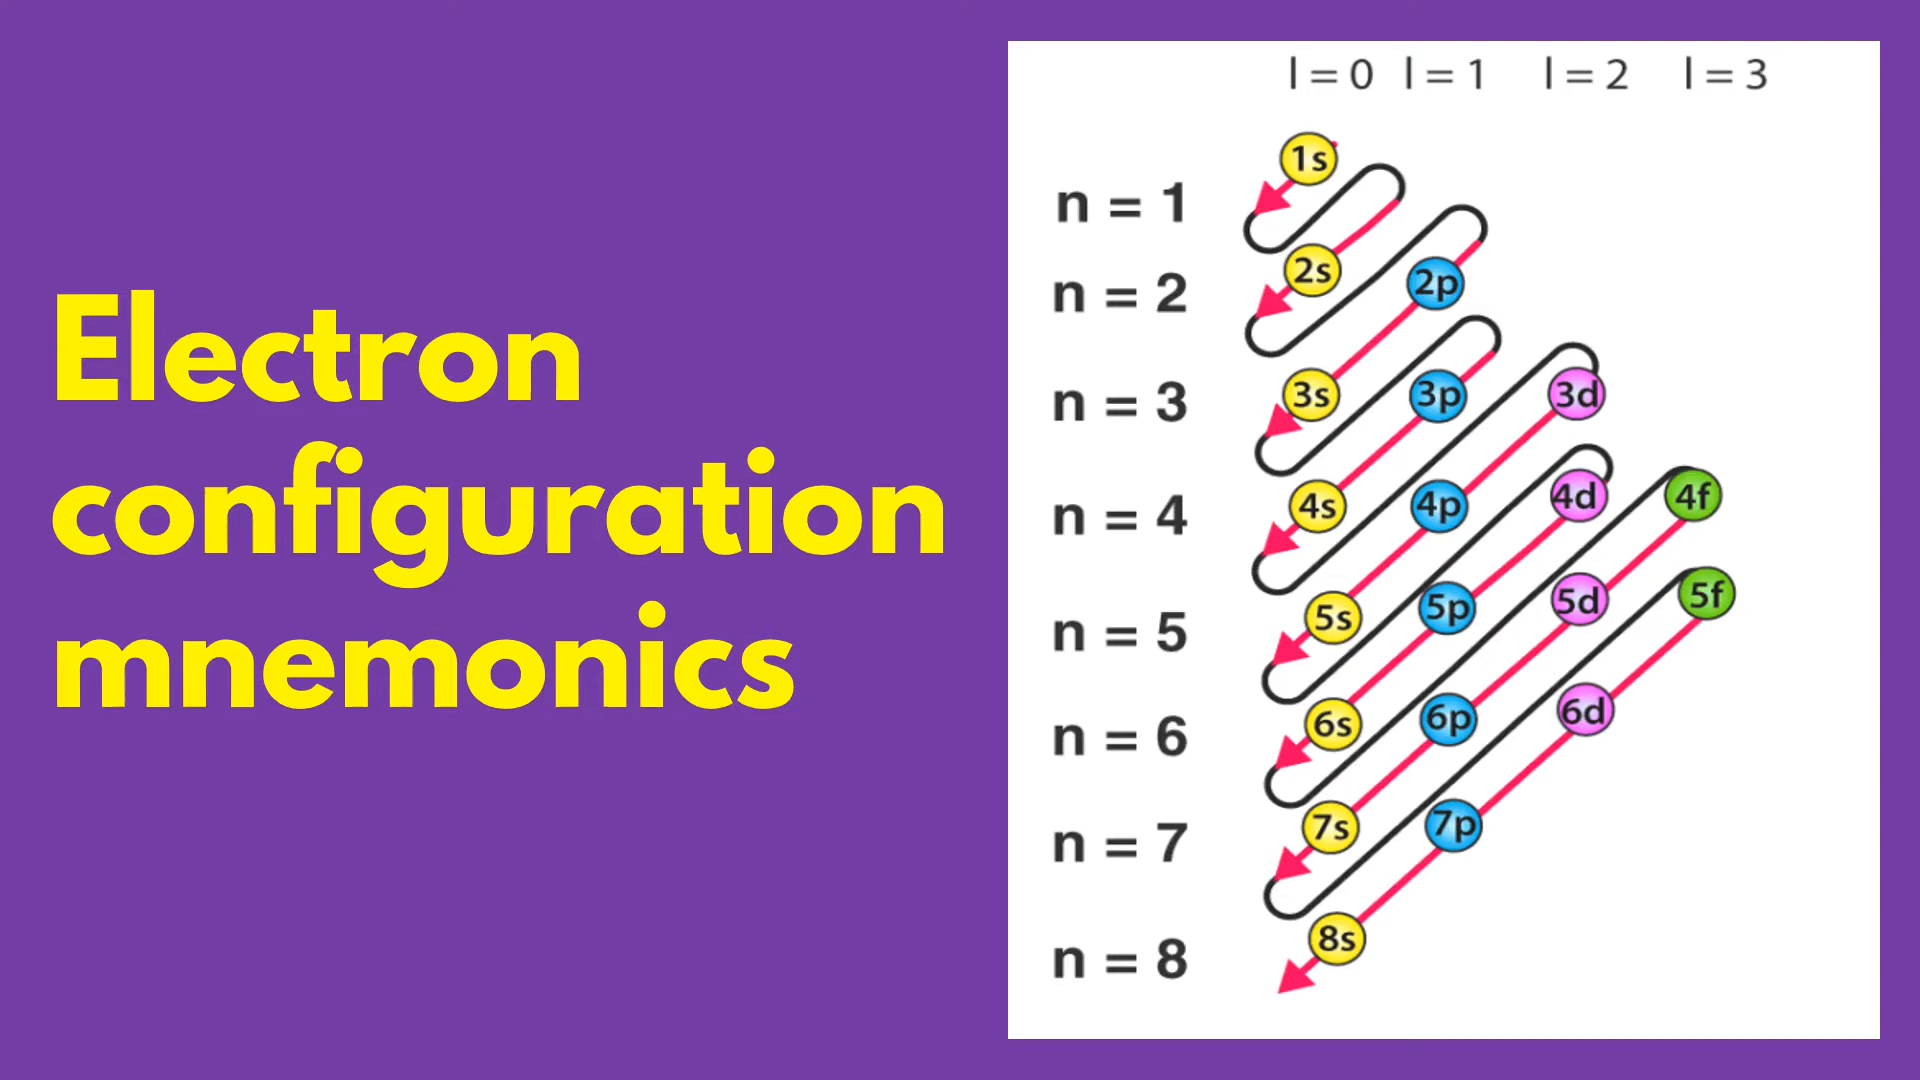 Electron
configuration
mnemonics
l = 0 l = 1 l = 2 l = 3
1s
n = 1
2s 2p
n = 2
3s 3p 3d
n = 3
4s 4p 4d 4f
n = 4
5s 5p 5d 5f
n = 5
6s 6p 6d
n = 6
7s 7p
n = 7
8s
n = 8